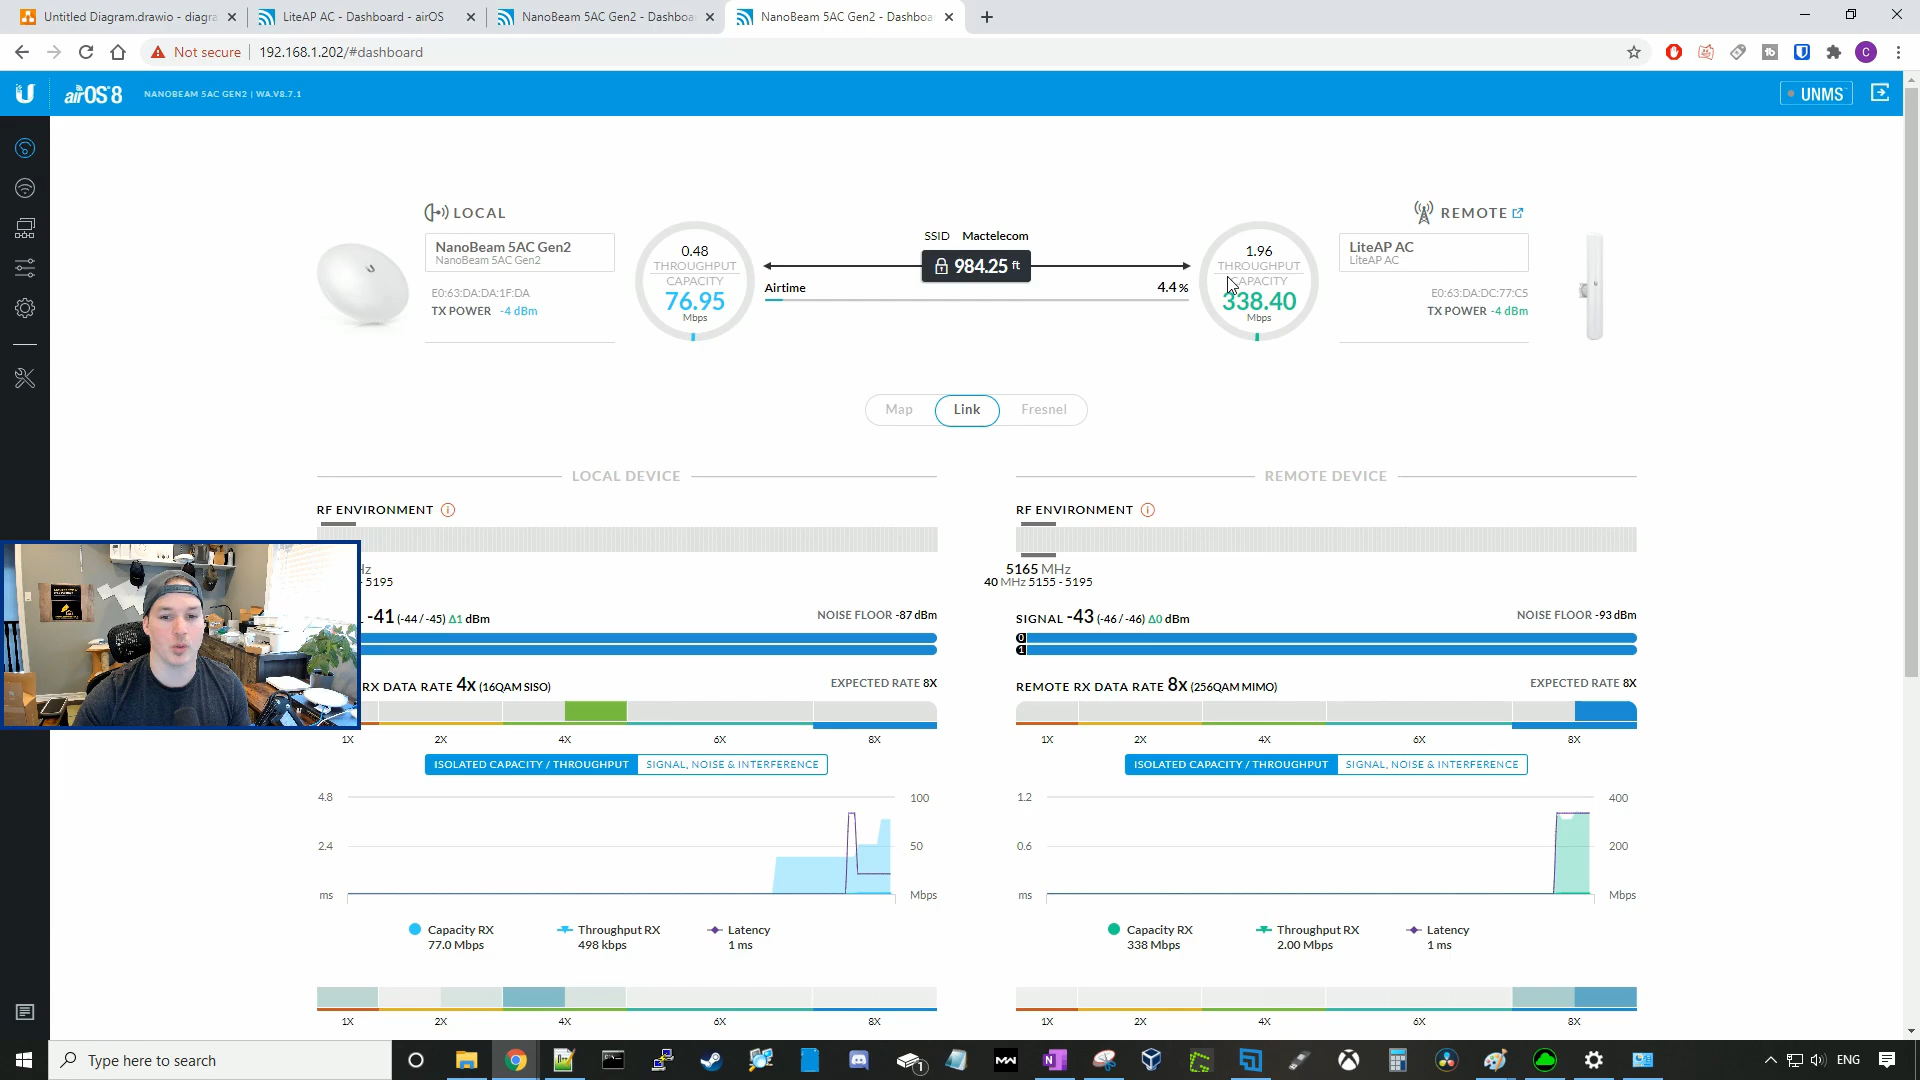 Untitled Diagram.drawio - diagra
LiteAP AC - Dashboard - airOS
NanoBeam 5AC Gen2 - Dashboa
NanoBeam 5AC Gen2 - Dashboa
Not secure
192.168.1.202/#dashboard
airOS 8
NANOBEAM 5AC GEN2 | WA.V8.7.1
UNMS
LOCAL
REMOTE
NanoBeam 5AC Gen2
NanoBeam 5AC Gen2
E0:63:DA:DA:1F:DA
TX POWER -4 dBm
0.48
THROUGHPUT
CAPACITY
76.95
Mbps
SSID Mactelecom
984.25 ft
Airtime 4.4 %
1.96
THROUGHPUT
CAPACITY
338.40
Mbps
LiteAP AC
LiteAP AC
E0:63:DA:DC:77:C5
TX POWER -4 dBm
Map Link Fresnel
LOCAL DEVICE
RF ENVIRONMENT
- 5195
-41 (-44 / -45) Δ1 dBm
NOISE FLOOR -87 dBm
RX DATA RATE 4x (16QAM SISO)
EXPECTED RATE 8X
1X 2X 4X 6X 8X
ISOLATED CAPACITY / THROUGHPUT SIGNAL, NOISE & INTERFERENCE
4.8 100
2.4 50
ms Mbps
Capacity RX Throughput RX Latency
77.0 Mbps 498 kbps 1 ms
1X 2X 4X 6X 8X
REMOTE DEVICE
RF ENVIRONMENT
5165 MHz
40 MHz 5155 - 5195
SIGNAL -43 (-46 / -46) Δ0 dBm
NOISE FLOOR -93 dBm
0
1
REMOTE RX DATA RATE 8x (256QAM MIMO)
EXPECTED RATE 8X
1X 2X 4X 6X 8X
ISOLATED CAPACITY / THROUGHPUT SIGNAL, NOISE & INTERFERENCE
1.2 400
0.6 200
ms Mbps
Capacity RX Throughput RX Latency
338 Mbps 2.00 Mbps 1 ms
1X 2X 4X 6X 8X
Type here to search
ENG